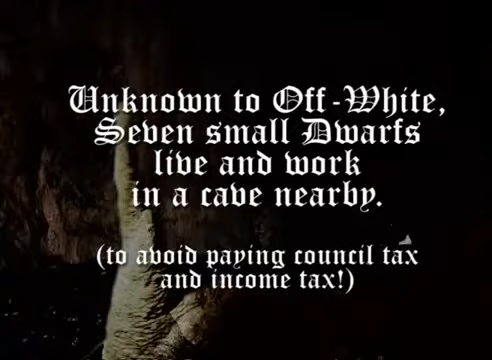 Unknown to Off-White,
Seven small Dwarfs
live and work
in a cave nearby.
(to avoid paying council tax
and income tax!)